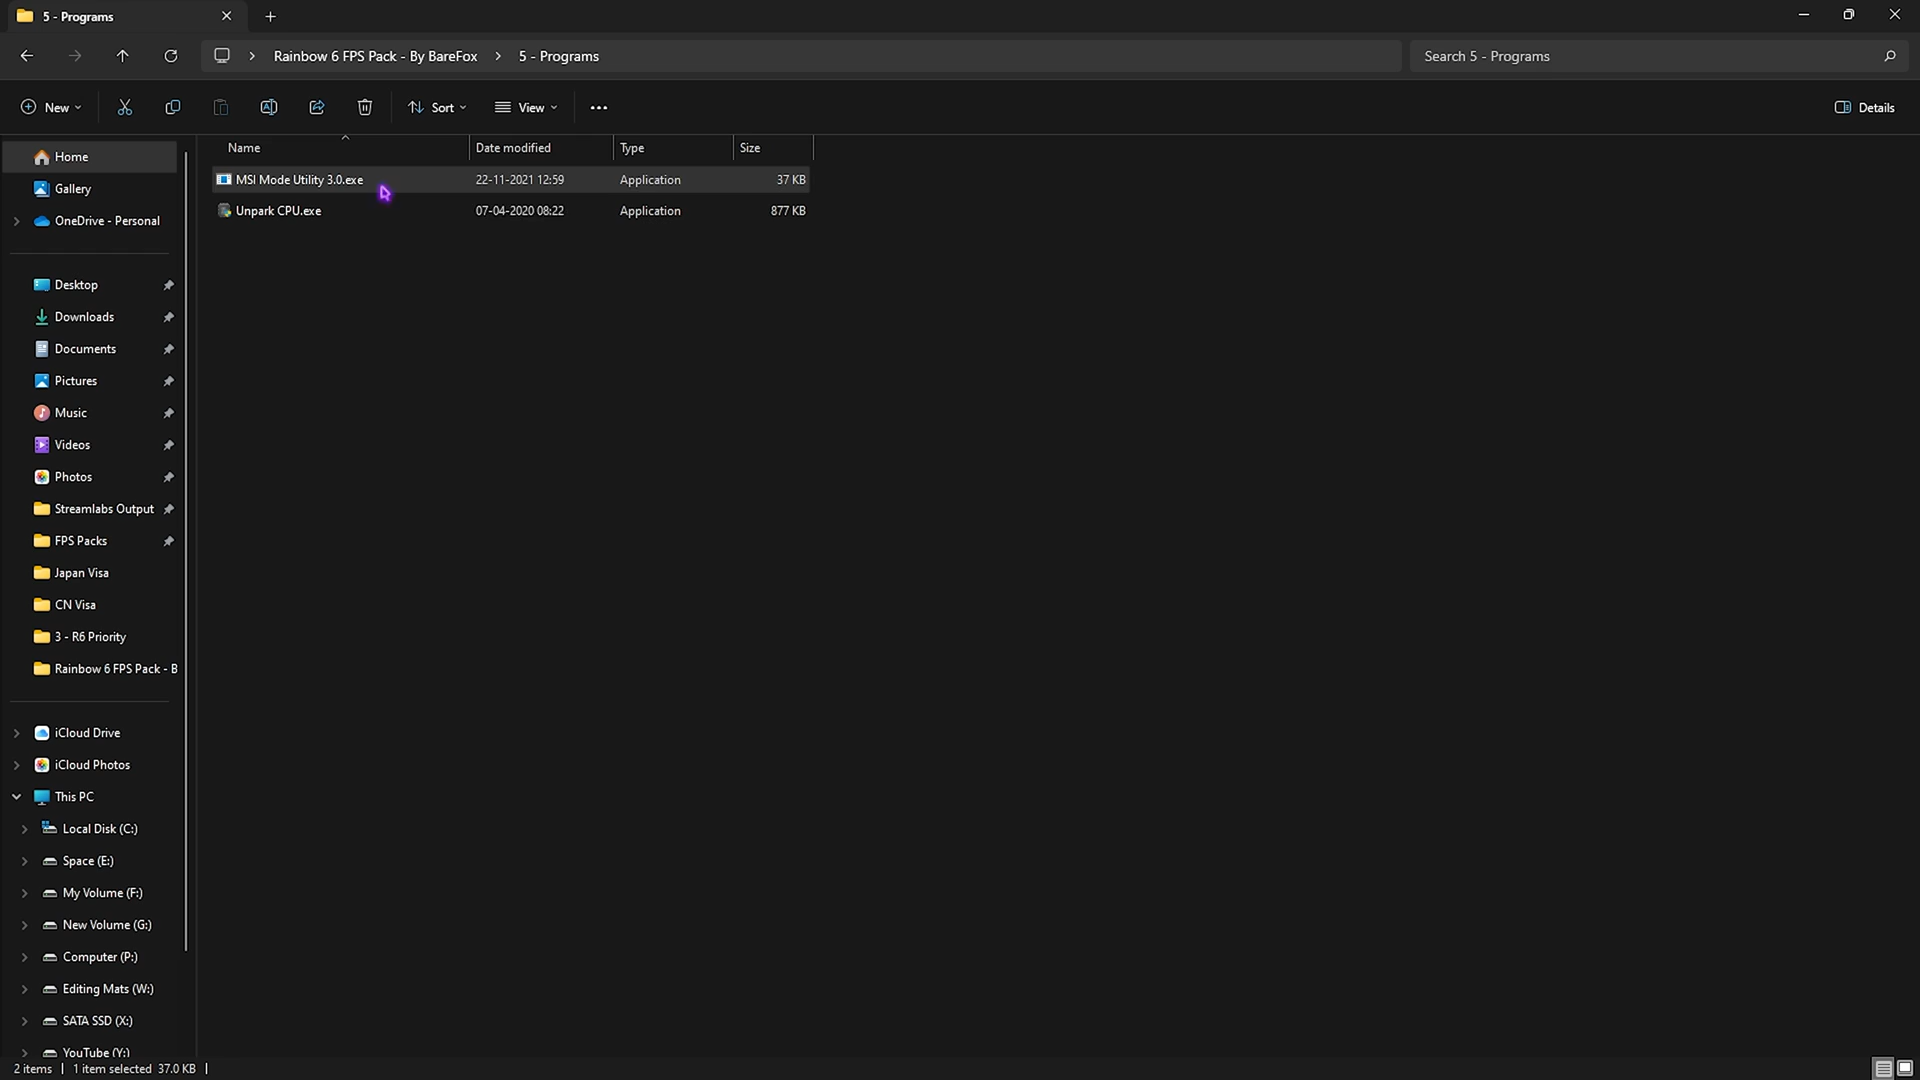 5 - Programs
Rainbow 6 FPS Pack - By BareFox
5 - Programs
Search 5 - Programs
New
Sort
View
Details
Name
Date modified
Type
Size
MSI Mode Utility 3.0.exe
22-11-2021 12:59
Application
37 KB
Unpark CPU.exe
07-04-2020 08:22
Application
877 KB
Home
Gallery
OneDrive - Personal
Desktop
Downloads
Documents
Pictures
Music
Videos
Photos
Streamlabs Output
FPS Packs
Japan Visa
CN Visa
3 - R6 Priority
Rainbow 6 FPS Pack - B
iCloud Drive
iCloud Photos
This PC
Local Disk (C:)
Space (E:)
My Volume (F:)
New Volume (G:)
Computer (P:)
Editing Mats (W:)
SATA SSD (X:)
YouTube (Y:)
2 items
1 item selected 37.0 KB